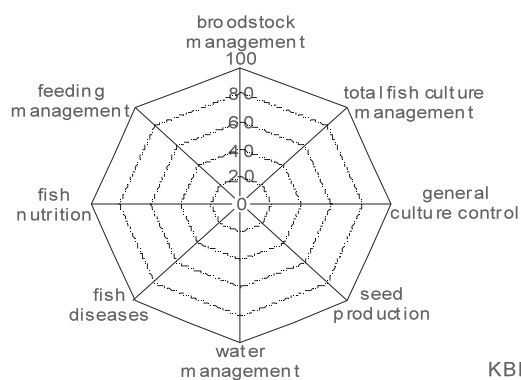 broodstock
management
100
feeding
management
total fish culture
management
80
60
40
20
fish
nutrition
0
general
culture control
fish
diseases
seed
production
water
management
KBI